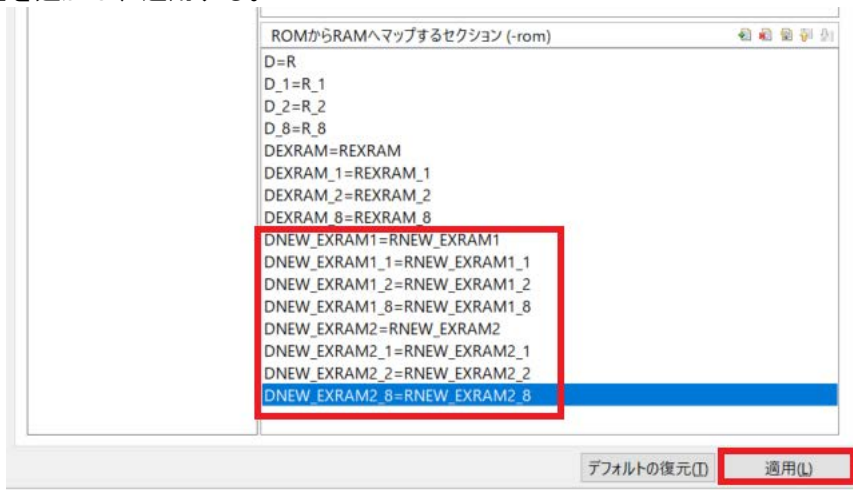 ROMからRAMへマップするセクション (-rom)
D=R
D_1=R_1
D_2=R_2
D_8=R_8
DEXRAM=REXRAM
DEXRAM_1=REXRAM_1
DEXRAM_2=REXRAM_2
DEXRAM_8=REXRAM_8
DNEW_EXRAM1=RNEW_EXRAM1
DNEW_EXRAM1_1=RNEW_EXRAM1_1
DNEW_EXRAM1_2=RNEW_EXRAM1_2
DNEW_EXRAM1_8=RNEW_EXRAM1_8
DNEW_EXRAM2=RNEW_EXRAM2
DNEW_EXRAM2_1=RNEW_EXRAM2_1
DNEW_EXRAM2_2=RNEW_EXRAM2_2
DNEW_EXRAM2_8=RNEW_EXRAM2_8
デフォルトの復元(T) 適用(L)